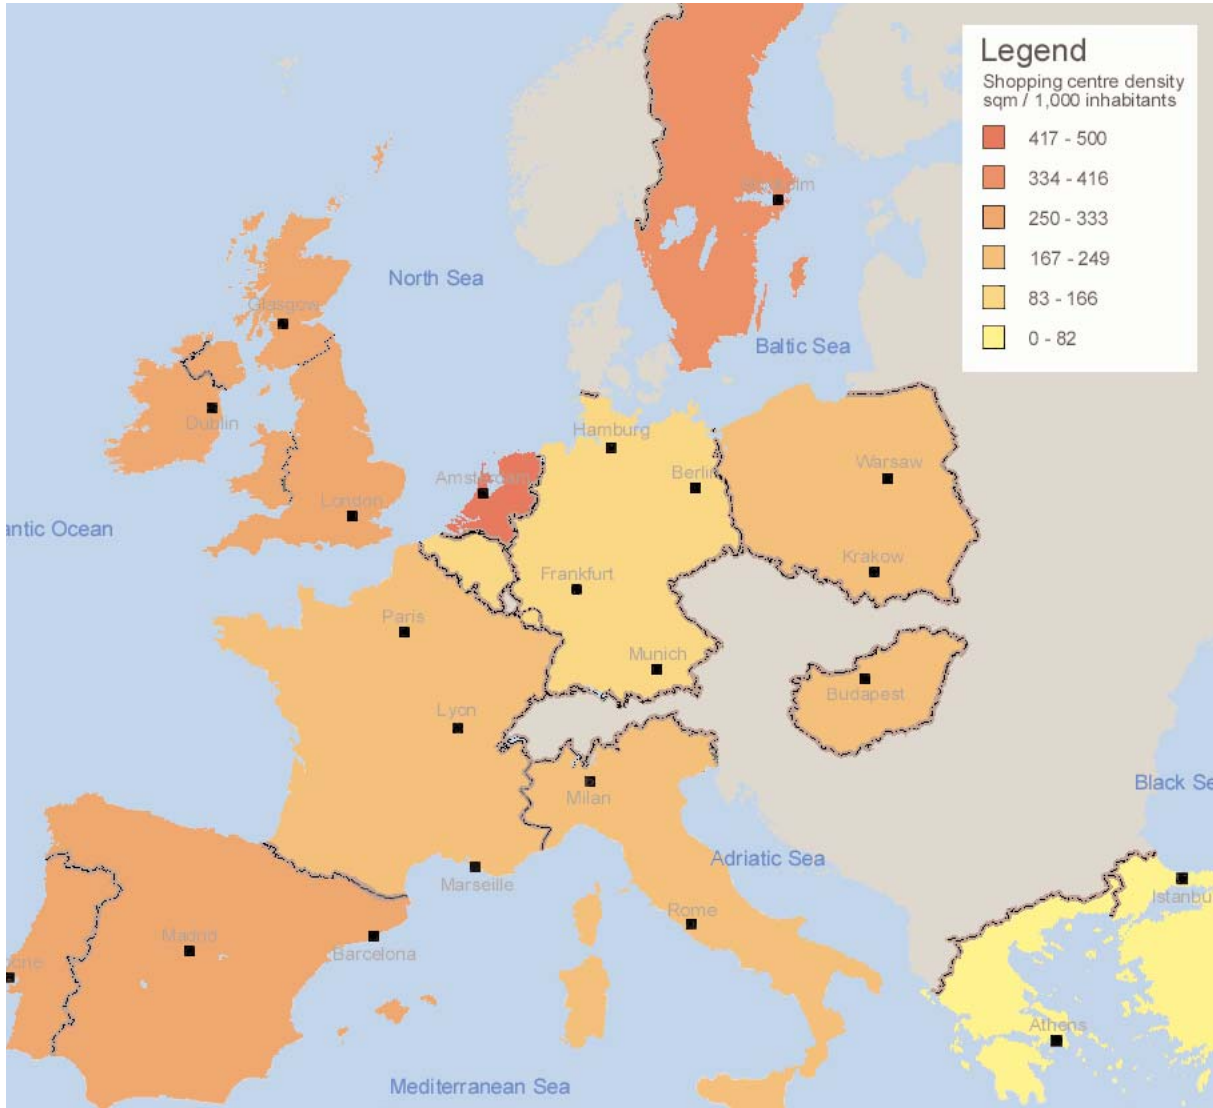 Legend
Shopping centre density
sqm / 1,000 inhabitants
417 - 500
334 - 416
250 - 333
167 - 249
83 - 166
0 - 82
North Sea
Glasgow
Baltic Sea
Dublin
Hamburg
Amsterdam
Berlin
Warsaw
London
antic Ocean
Krakow
Frankfurt
Paris
Munich
Budapest
Lyon
Black Se
Milan
Adriatic Sea
Marseille
Istanbu
Rome
Madrid
Barcelona
Athens
Mediterranean Sea